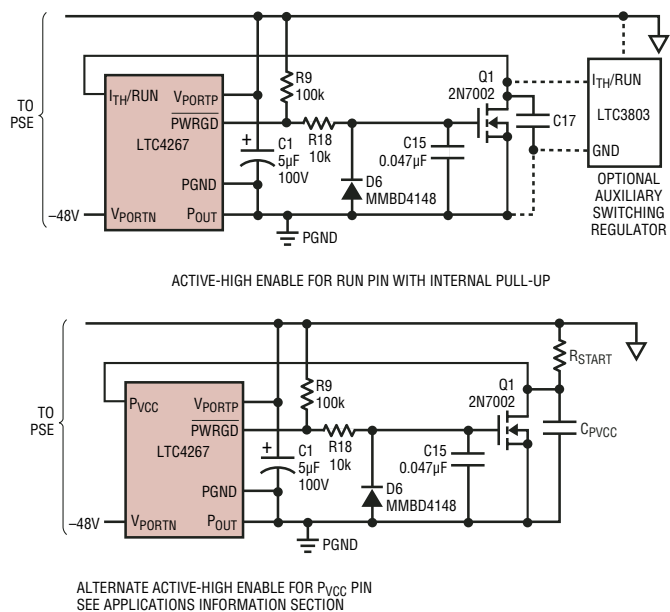 TO
PSE
ITH/RUN
VPORTP
PWRGD
LTC4267
PGND
–48V
VPORTN
POUT
R9
100k
R18
10k
+
C1
5µF
100V
D6
MMBD4148
C15
0.047µF
Q1
2N7002
C17
ITH/RUN
LTC3803
GND
OPTIONAL
AUXILIARY
SWITCHING
REGULATOR
PGND
ACTIVE-HIGH ENABLE FOR RUN PIN WITH INTERNAL PULL-UP
TO
PSE
PVCC
VPORTP
PWRGD
LTC4267
PGND
–48V
VPORTN
POUT
R9
100k
R18
10k
+
C1
5µF
100V
D6
MMBD4148
C15
0.047µF
Q1
2N7002
RSTART
CPVCC
PGND
ALTERNATE ACTIVE-HIGH ENABLE FOR PVCC PIN
SEE APPLICATIONS INFORMATION SECTION